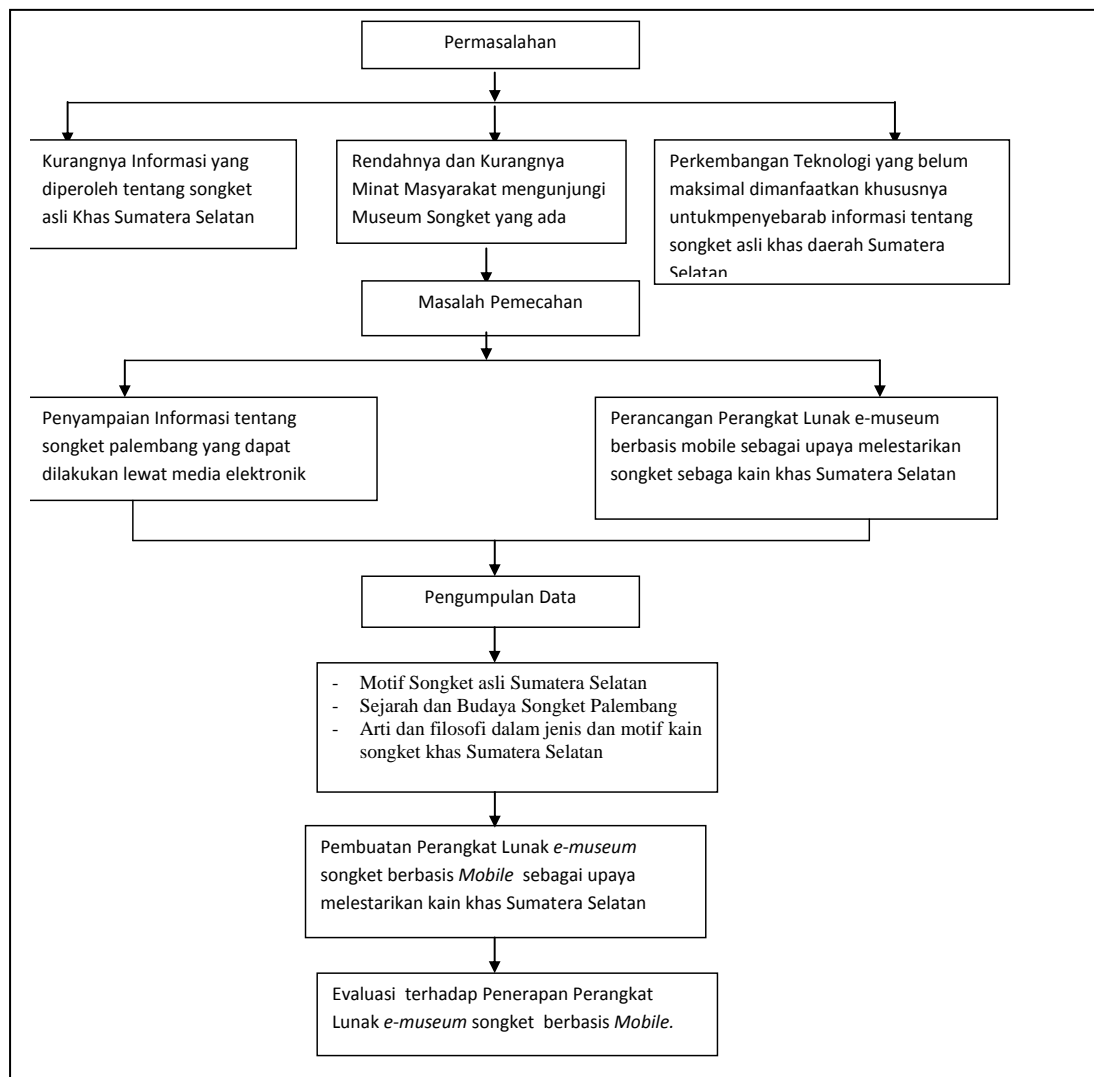 Permasalahan
Kurangnya Informasi yang
diperoleh tentang songket
asli Khas Sumatera Selatan
Rendahnya dan Kurangnya
Minat Masyarakat mengunjungi
Museum Songket yang ada
Perkembangan Teknologi yang belum
maksimal dimanfaatkan khususnya
untukmpenyebarab informasi tentang
songket asli khas daerah Sumatera
Selatan
Masalah Pemecahan
Penyampaian Informasi tentang
songket palembang yang dapat
dilakukan lewat media elektronik
Perancangan Perangkat Lunak e-museum
berbasis mobile sebagai upaya melestarikan
songket sebaga kain khas Sumatera Selatan
Pengumpulan Data
- Motif Songket asli Sumatera Selatan
- Sejarah dan Budaya Songket Palembang
- Arti dan filosofi dalam jenis dan motif kain
songket khas Sumatera Selatan
Pembuatan Perangkat Lunak e-museum
songket berbasis Mobile sebagai upaya
melestarikan kain khas Sumatera Selatan
Evaluasi terhadap Penerapan Perangkat
Lunak e-museum songket berbasis Mobile.